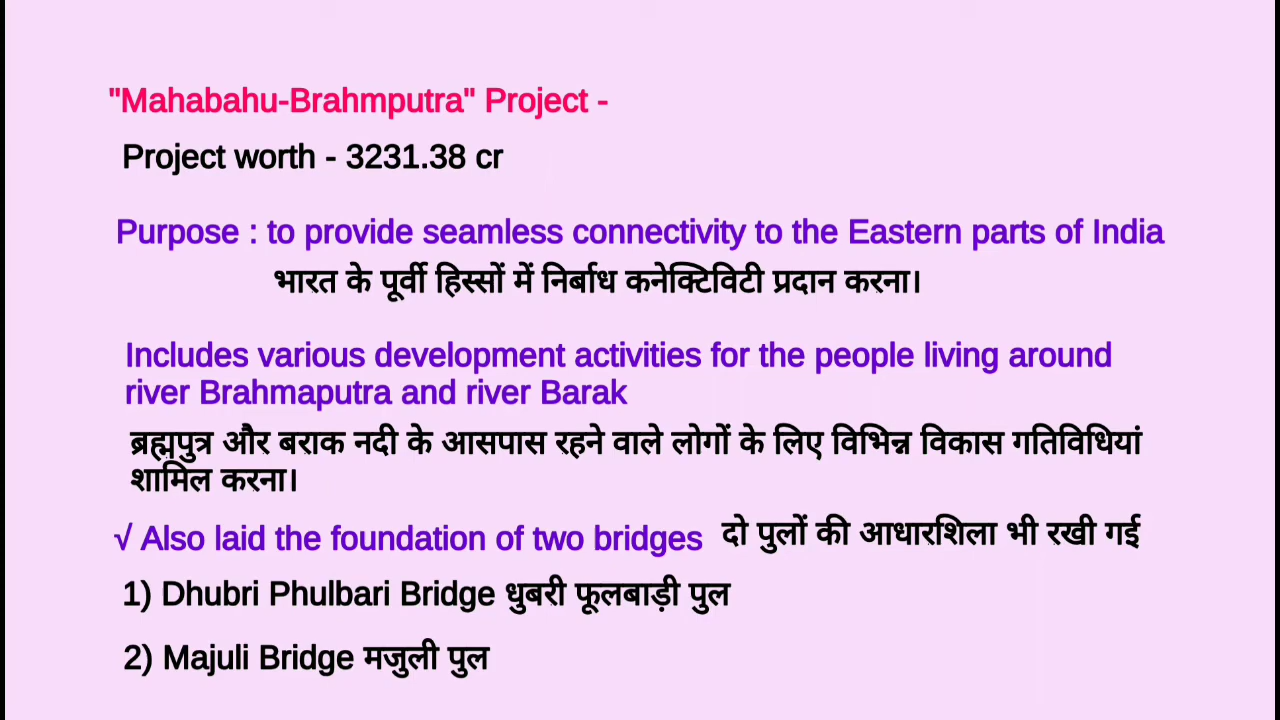 "Mahabahu-Brahmputra" Project -
Project worth - 3231.38 cr
Purpose : to provide seamless connectivity to the Eastern parts of India
भारत के पूर्वी हिस्सों में निर्बाध कनेक्टिविटी प्रदान करना।
Includes various development activities for the people living around
river Brahmaputra and river Barak
ब्रह्मपुत्र और बराक नदी के आसपास रहने वाले लोगों के लिए विभिन्न विकास गतिविधियां
शामिल करना।
√ Also laid the foundation of two bridges दो पुलों की आधारशिला भी रखी गई
1) Dhubri Phulbari Bridge धुबरी फूलबाड़ी पुल
2) Majuli Bridge मजुली पुल